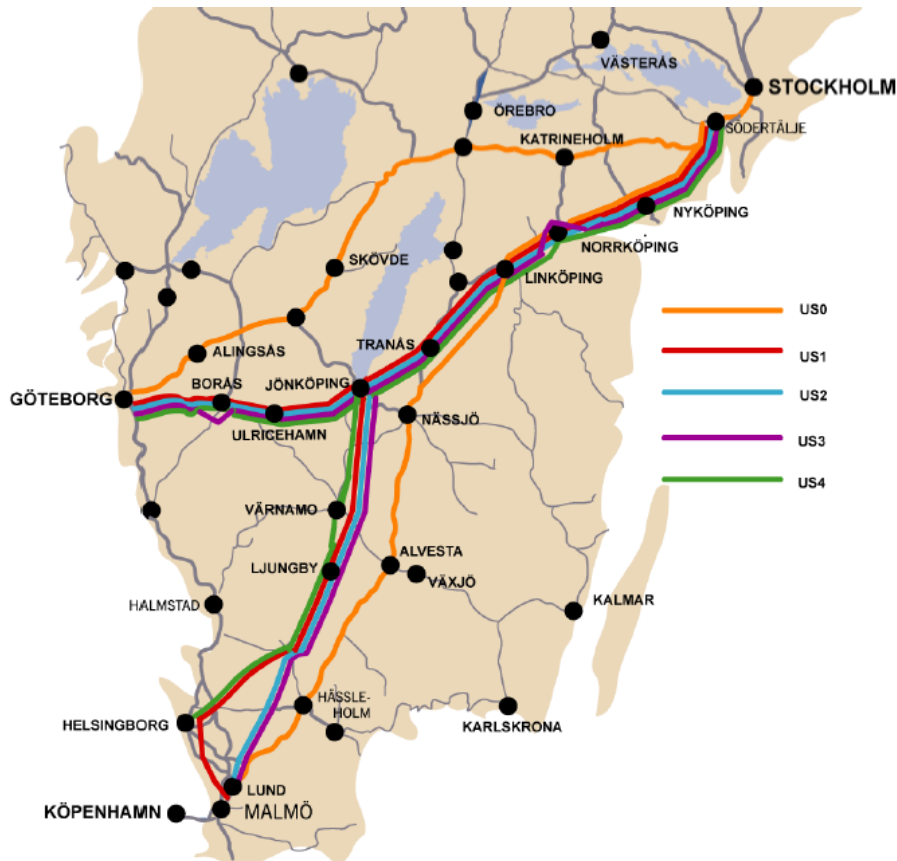 VÄSTERÅS
STOCKHOLM
ÖREBRO
SÖDERTÄLJE
KATRINEHOLM
NYKÖPING
NORRKÖPING
SKÖVDE
LINKÖPING
US0
TRANÅS
ALINGSÅS
US1
BORÅS
JÖNKÖPING
US2
GÖTEBORG
NÄSSJÖ
ULRICEHAMN
US3
US4
VÄRNAMO
ALVESTA
LJUNGBY
VÄXJÖ
KALMAR
HALMSTAD
HÄSSLE-
HOLM
HELSINGBORG
KARLSKRONA
LUND
KÖPENHAMN
MALMÖ